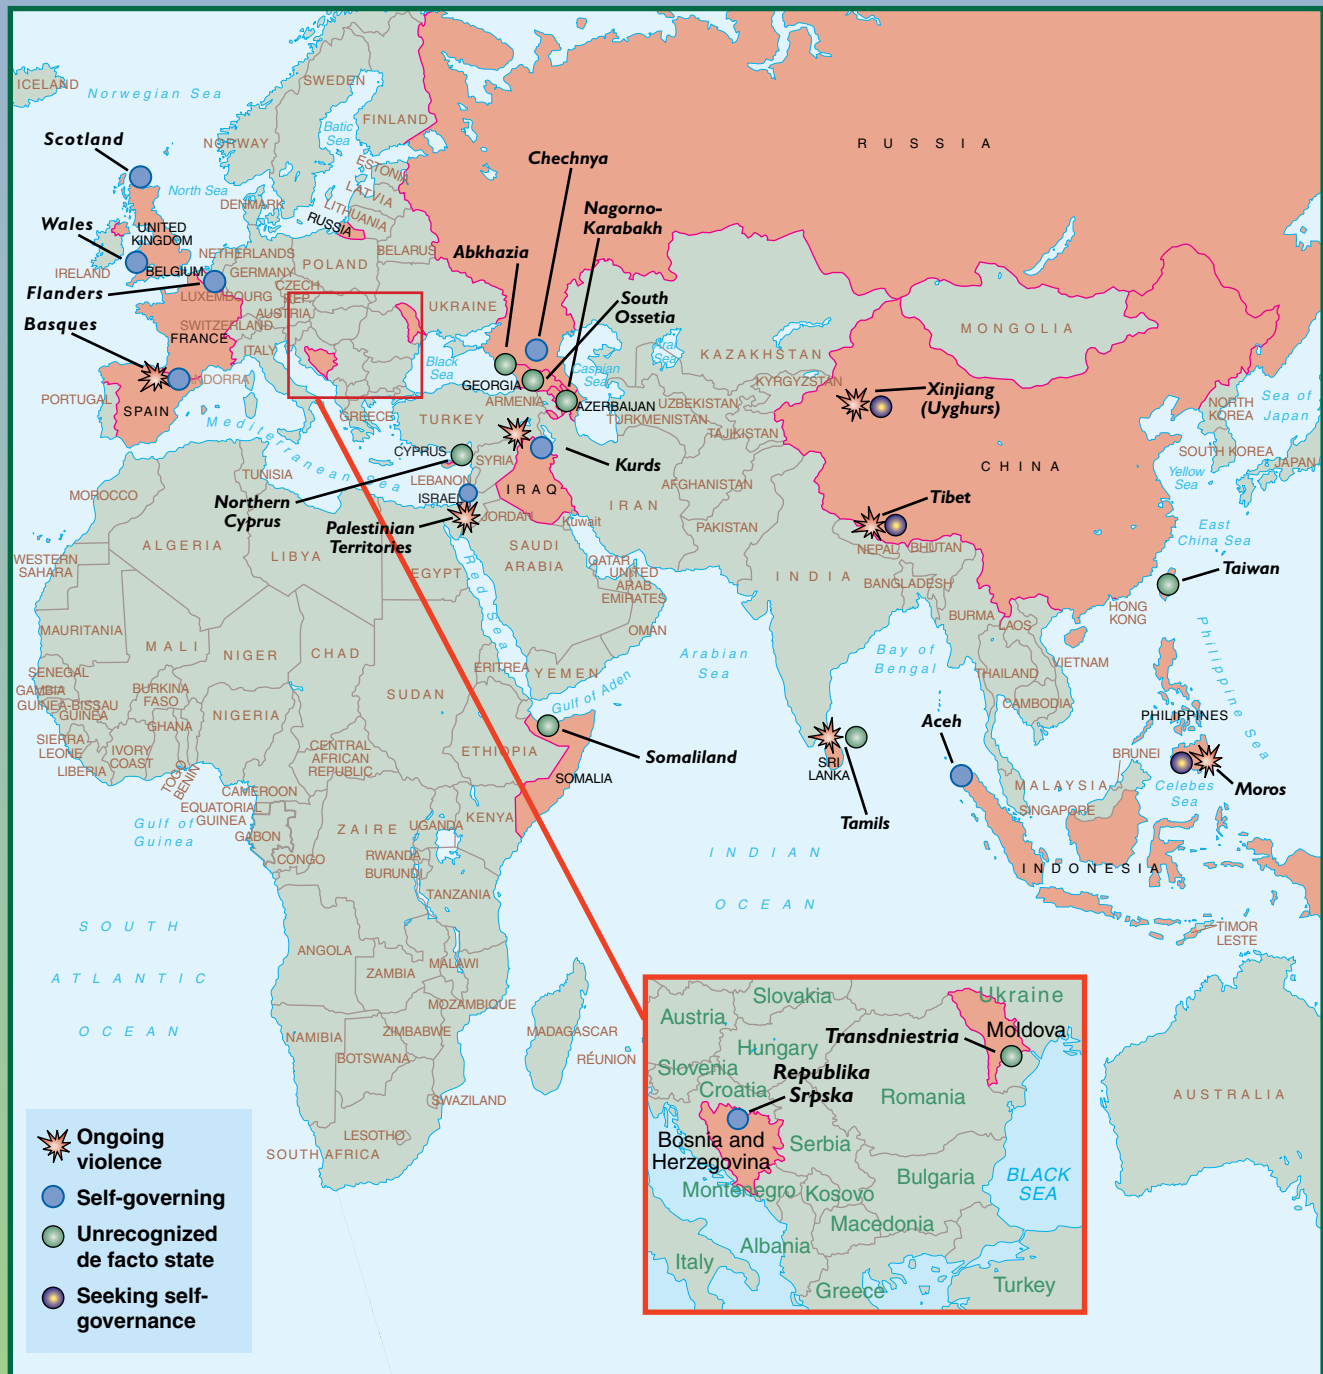 ICELAND
Norwegian Sea
SWEDEN
FINLAND
NORWAY
Batic
Sea
RUSSIA
Scotland
North Sea
ESTONIA
LATVIA
LITHUANIA
RUSSIA
DENMARK
Chechnya
Nagorno-
Karabakh
Wales
UNITED
KINGDOM
IRELAND
BELGIUM
NETHERLANDS
GERMANY
POLAND
BELARUS
Abkhazia
Flanders
LUXEMBOURG
CZECH
REP.
AUSTRIA
UKRAINE
South
Ossetia
Basques
SWITZERLAND
FRANCE
ITALY
MONGOLIA
KAZAKHSTAN
Aral
Sea
Black
Sea
Caspian
Sea
KYRGYZSTAN
Xinjiang
(Uyghurs)
ANDORRA
PORTUGAL
SPAIN
GEORGIA
ARMENIA
AZERBAIJAN
UZBEKISTAN
TURKMENISTAN
TAJIKISTAN
NORTH
KOREA
Sea of
Japan
GREECE
TURKEY
Mediterranean Sea
CYPRUS
SYRIA
Kurds
CHINA
SOUTH KOREA
JAPAN
Yellow
Sea
TUNISIA
MOROCCO
LEBANON
ISRAEL
IRAQ
IRAN
AFGHANISTAN
Northern
Cyprus
Palestinian
Territories
JORDAN
Kuwait
PAKISTAN
Tibet
East
China Sea
ALGERIA
LIBYA
EGYPT
SAUDI
ARABIA
QATAR
UNITED
ARAB
EMIRATES
NEPAL
BHUTAN
WESTERN
SAHARA
Red Sea
INDIA
BANGLADESH
Taiwan
BURMA
LAOS
HONG
KONG
MAURITANIA
MALI
NIGER
CHAD
OMAN
Arabian
Sea
Bay of
Bengal
VIETNAM
Philippine Sea
SENEGAL
GAMBIA
GUINEA-BISSAU
GUINEA
BURKINA
FASO
ERITREA
YEMEN
Gulf of Aden
THAILAND
SUDAN
CAMBODIA
NIGERIA
GHANA
Aceh
PHILIPPINES
SIERRA
LEONE
IVORY
COAST
LIBERIA
TOGO
BENIN
CENTRAL
AFRICAN
REPUBLIC
ETHIOPIA
Somaliland
SOMALIA
SRI
LANKA
BRUNEI
MALAYSIA
Celebes
Sea
Moros
CAMEROON
EQUATORIAL
GUINEA
Gulf of
Guinea
GABON
SINGAPORE
Tamils
ZAIRE
UGANDA
KENYA
CONGO
RWANDA
BURUNDI
INDIAN
OCEAN
INDONESIA
TANZANIA
SOUTH
ATLANTIC
OCEAN
TIMOR
LESTE
ANGOLA
ZAMBIA
MALAWI
MOZAMBIQUE
NAMIBIA
ZIMBABWE
BOTSWANA
MADAGASCAR
RÉUNION
SWAZILAND
LESOTHO
SOUTH AFRICA
AUSTRALIA
Slovakia
Ukraine
Austria
Moldova
Transdniestria
Hungary
Slovenia
Republika
Srpska
Croatia
Romania
Bosnia and
Herzegovina
Serbia
Bulgaria
BLACK
SEA
Montenegro
Kosovo
Macedonia
Albania
Italy
Greece
Turkey
Ongoing
violence
Self-governing
Unrecognized
de facto state
Seeking self-
governance